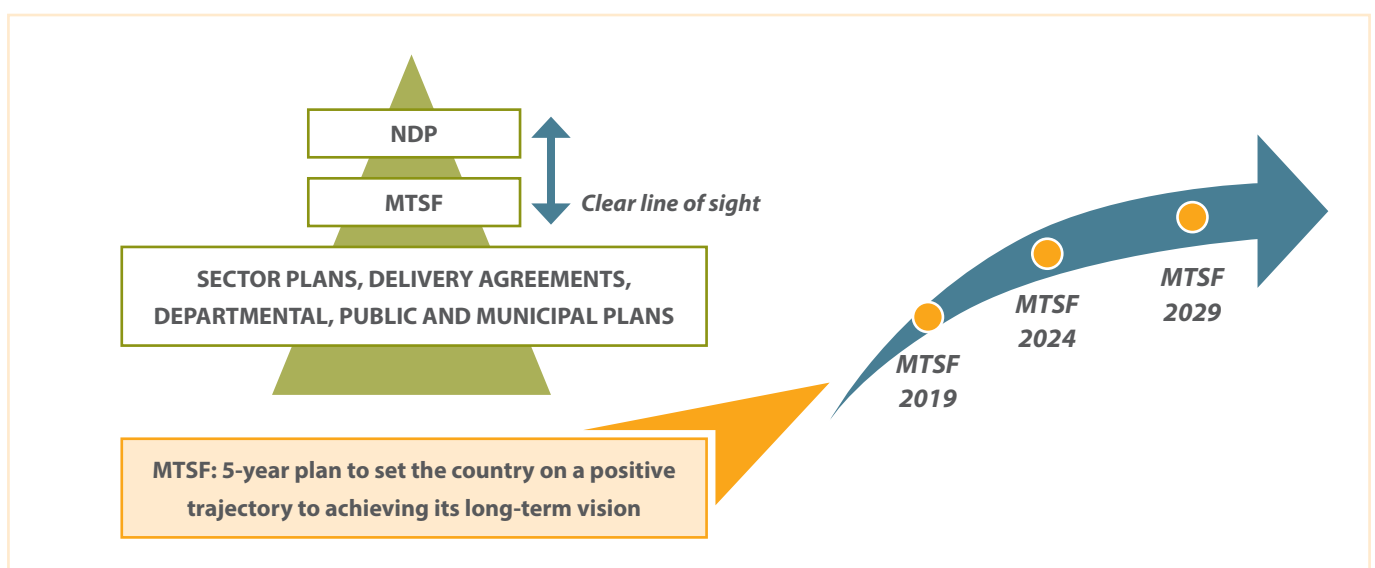 NDP
MTSF
Clear line of sight
SECTOR PLANS, DELIVERY AGREEMENTS,
DEPARTMENTAL, PUBLIC AND MUNICIPAL PLANS
MTSF: 5-year plan to set the country on a positive
trajectory to achieving its long-term vision
MTSF
2019
MTSF
2024
MTSF
2029